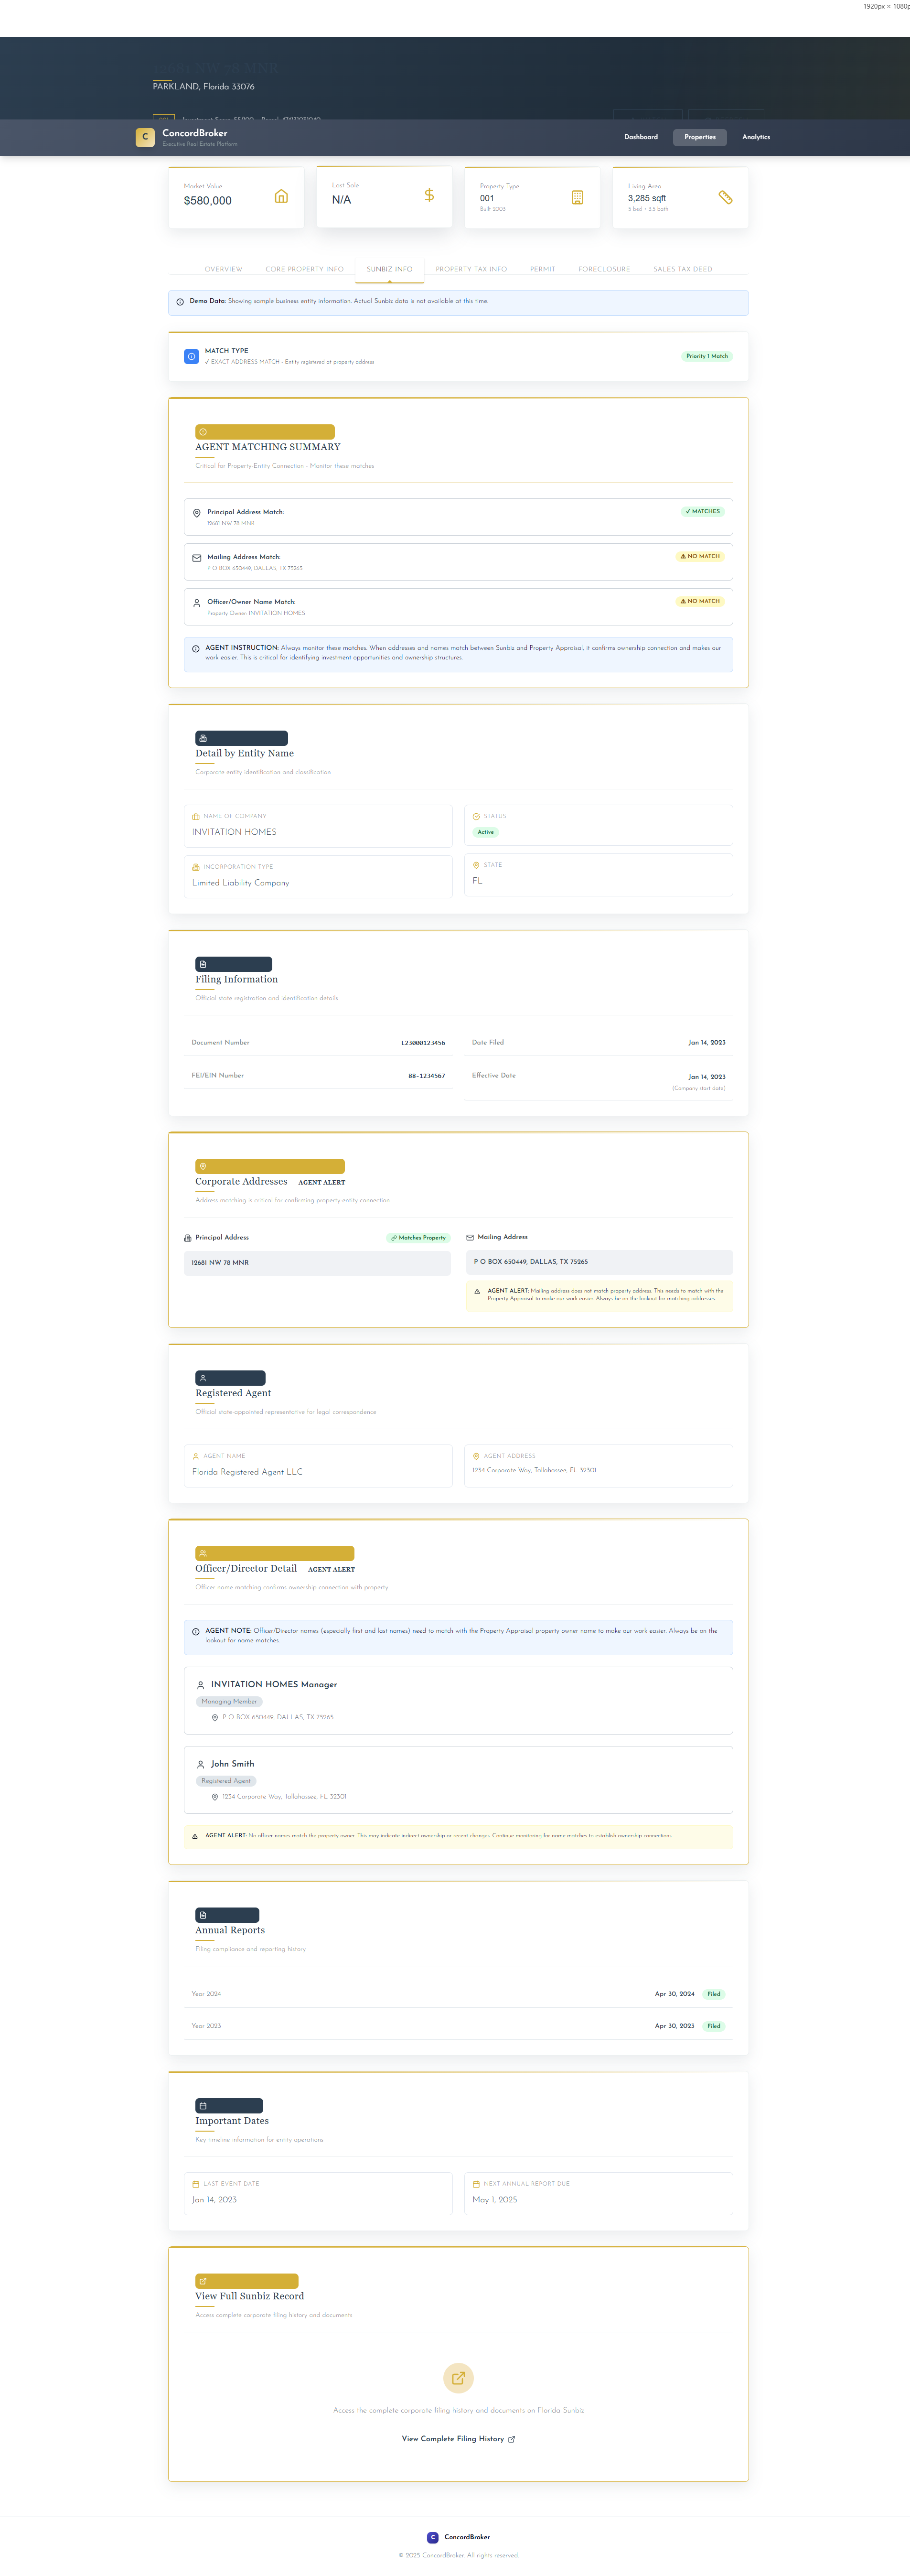 1920px × 1080p
PARKLAND, Florida 33076
ConcordBroker
Executive Real Estate Platform
Dashboard
Properties
Analytics
Market Value
$580,000
Last Sale
N/A
Property Type
001
Built 2003
Living Area
3,285 sqft
5 bed • 3.5 bath
OVERVIEW
CORE PROPERTY INFO
SUNBIZ INFO
PROPERTY TAX INFO
PERMIT
FORECLOSURE
SALES TAX DEED
Demo Data: Showing sample business entity information. Actual Sunbiz data is not available at this time.
MATCH TYPE
✓ EXACT ADDRESS MATCH - Entity registered at property address
Priority 1 Match
AGENT MATCHING SUMMARY
Critical for Property-Entity Connection - Monitor these matches
Principal Address Match:
12681 NW 78 MNR
✓ MATCHES
Mailing Address Match:
P O BOX 650449, DALLAS, TX 75265
⚠ NO MATCH
Officer/Owner Name Match:
Property Owner: INVITATION HOMES
⚠ NO MATCH
AGENT INSTRUCTION: Always monitor these matches. When addresses and names match between Sunbiz and Property Appraisal, it confirms ownership connection and makes our
work easier. This is critical for identifying investment opportunities and ownership structures.
Detail by Entity Name
Corporate entity identification and classification
NAME OF COMPANY
INVITATION HOMES
STATUS
Active
INCORPORATION TYPE
Limited Liability Company
STATE
FL
Filing Information
Official state registration and identification details
Document Number
L23000123456
Date Filed
Jan 14, 2023
FEI/EIN Number
88-1234567
Effective Date
Jan 14, 2023
(Company start date)
Corporate Addresses AGENT ALERT
Address matching is critical for confirming property-entity connection
Principal Address
Matches Property
12681 NW 78 MNR
Mailing Address
P O BOX 650449, DALLAS, TX 75265
AGENT ALERT: Mailing address does not match property address. This needs to match with the
Property Appraisal to make our work easier. Always be on the lookout for matching addresses.
Registered Agent
Official state-appointed representative for legal correspondence
AGENT NAME
Florida Registered Agent LLC
AGENT ADDRESS
1234 Corporate Way, Tallahassee, FL 32301
Officer/Director Detail AGENT ALERT
Officer name matching confirms ownership connection with property
AGENT NOTE: Officer/Director names (especially first and last names) need to match with the Property Appraisal property owner name to make our work easier. Always be on the
lookout for name matches.
INVITATION HOMES Manager
Managing Member
P O BOX 650449, DALLAS, TX 75265
John Smith
Registered Agent
1234 Corporate Way, Tallahassee, FL 32301
AGENT ALERT: No officer names match the property owner. This may indicate indirect ownership or recent changes. Continue monitoring for name matches to establish ownership connections.
Annual Reports
Filing compliance and reporting history
Year 2024
Apr 30, 2024
Filed
Year 2023
Apr 30, 2023
Filed
Important Dates
Key timeline information for entity operations
LAST EVENT DATE
Jan 14, 2023
NEXT ANNUAL REPORT DUE
May 1, 2025
View Full Sunbiz Record
Access complete corporate filing history and documents
Access the complete corporate filing history and documents on Florida Sunbiz
View Complete Filing History
C ConcordBroker
© 2025 ConcordBroker. All rights reserved.